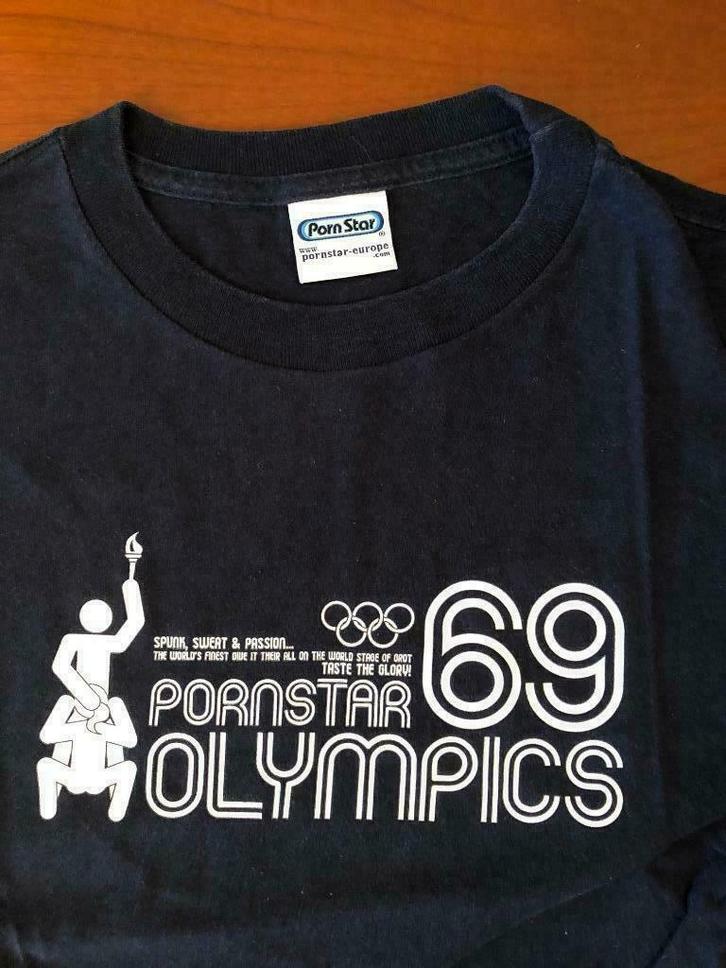 Porn Star
®
www.
pornstar-europe
.com
69
SPUNK, SWEAT & PASSION...
THE WORLD'S FINEST GIVE IT THEIR ALL ON THE WORLD STAGE OF GROT
TASTE THE GLORY!
PORNSTAR
OLYMPICS